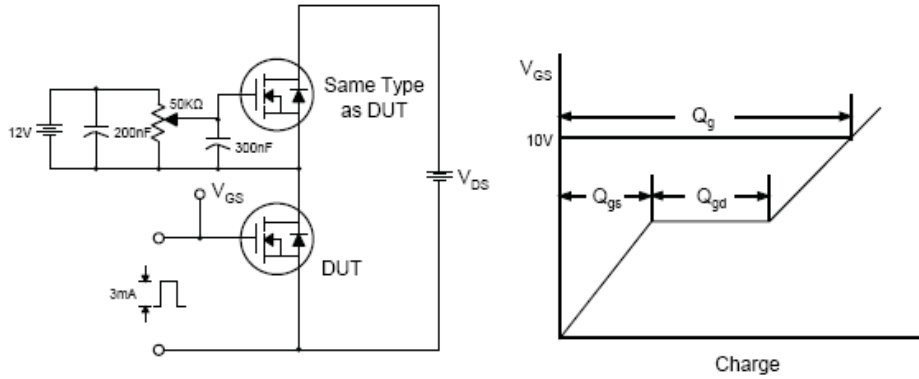 Same Type
as DUT
50KΩ
12V
200nF
300nF
V_DS
V_GS
DUT
3mA
V_GS
10V
Q_g
Q_gs
Q_gd
Charge